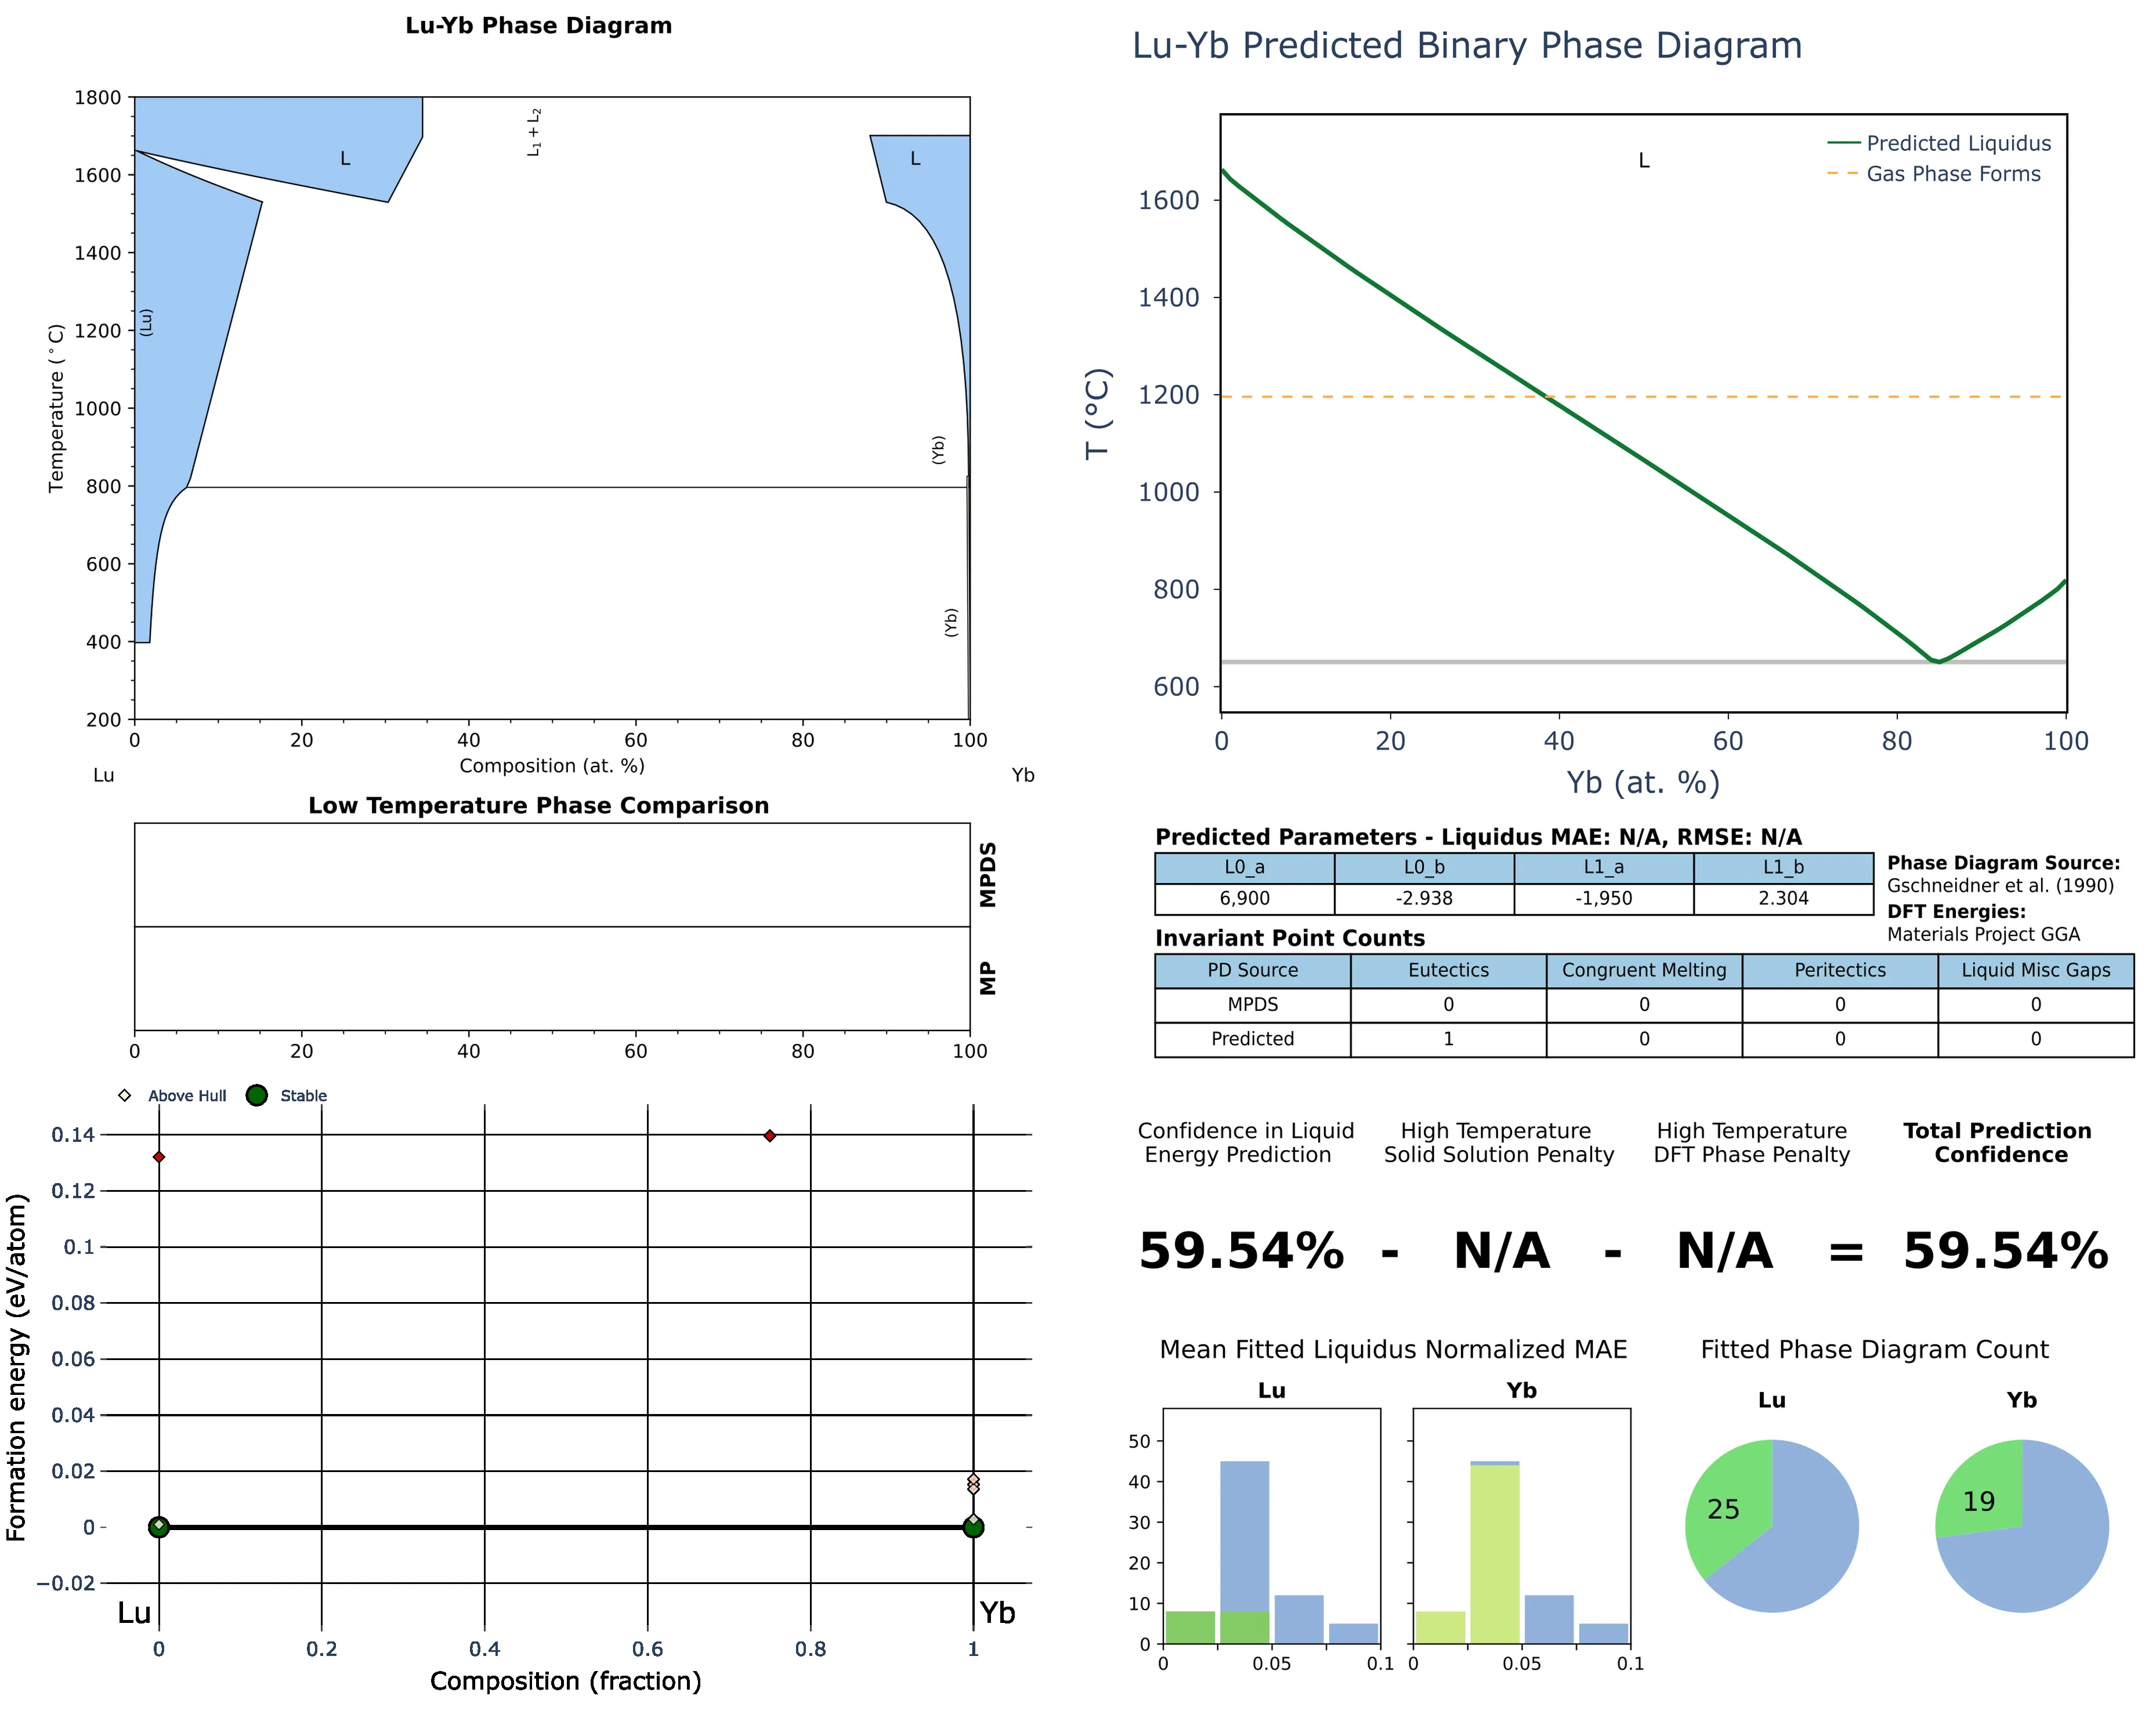 Lu-Yb Phase Diagram
1800
1600
1400
1200
1000
800
600
400
200
Temperature (°C)
L
L₁ + L₂
L
(Lu)
(Yb)
(Yb)
0
20
40
60
80
100
Composition (at. %)
Lu
Yb
Low Temperature Phase Comparison
MPDS
MP
0
20
40
60
80
100
Above Hull
Stable
0.14
0.12
0.1
0.08
0.06
0.04
0.02
0
−0.02
Formation energy (eV/atom)
Lu
Yb
0
0.2
0.4
0.6
0.8
1
Composition (fraction)
Lu-Yb Predicted Binary Phase Diagram
L
Predicted Liquidus
Gas Phase Forms
1600
1400
1200
1000
800
600
T (°C)
0
20
40
60
80
100
Yb (at. %)
Predicted Parameters - Liquidus MAE: N/A, RMSE: N/A
L0_a L0_b L1_a L1_b
6,900 -2.938 -1,950 2.304
Phase Diagram Source:
Gschneidner et al. (1990)
DFT Energies:
Materials Project GGA
Invariant Point Counts
PD Source Eutectics Congruent Melting Peritectics Liquid Misc Gaps
MPDS 0 0 0 0
Predicted 1 0 0 0
Confidence in Liquid
Energy Prediction
High Temperature
Solid Solution Penalty
High Temperature
DFT Phase Penalty
Total Prediction
Confidence
59.54% - N/A - N/A = 59.54%
Mean Fitted Liquidus Normalized MAE
Fitted Phase Diagram Count
Lu
Yb
Lu
Yb
50
40
30
20
10
0
0
0.05
0.1
0
0.05
0.1
25
19